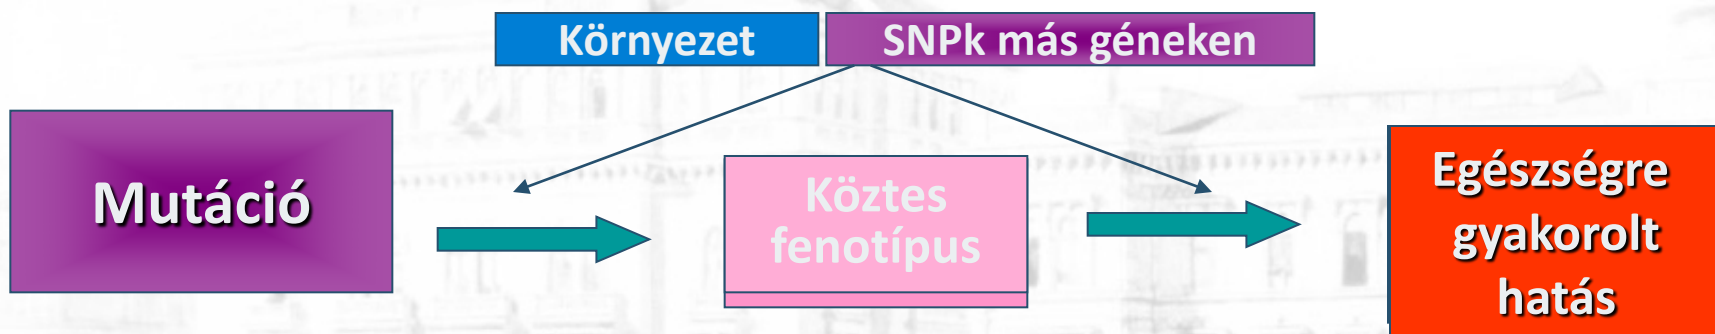 Környezet
SNPk más géneken
Mutáció
Köztes
fenotípus
Egészségre
gyakorolt
hatás